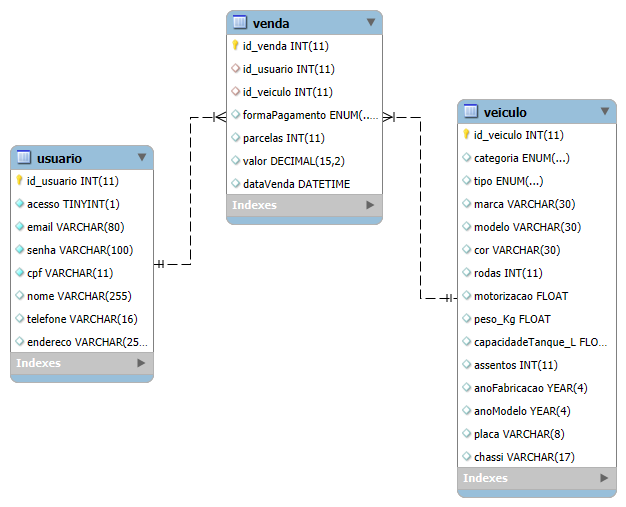 venda
id_venda INT(11)
id_usuario INT(11)
id_veiculo INT(11)
formaPagamento ENUM(...
parcelas INT(11)
valor DECIMAL(15,2)
dataVenda DATETIME
Indexes
usuario
id_usuario INT(11)
acesso TINYINT(1)
email VARCHAR(80)
senha VARCHAR(100)
cpf VARCHAR(11)
nome VARCHAR(255)
telefone VARCHAR(16)
endereco VARCHAR(25...
Indexes
veiculo
id_veiculo INT(11)
categoria ENUM(...)
tipo ENUM(...)
marca VARCHAR(30)
modelo VARCHAR(30)
cor VARCHAR(30)
rodas INT(11)
motorizacao FLOAT
peso_Kg FLOAT
capacidadeTanque_L FLO...
assentos INT(11)
anoFabricacao YEAR(4)
anoModelo YEAR(4)
placa VARCHAR(8)
chassi VARCHAR(17)
Indexes